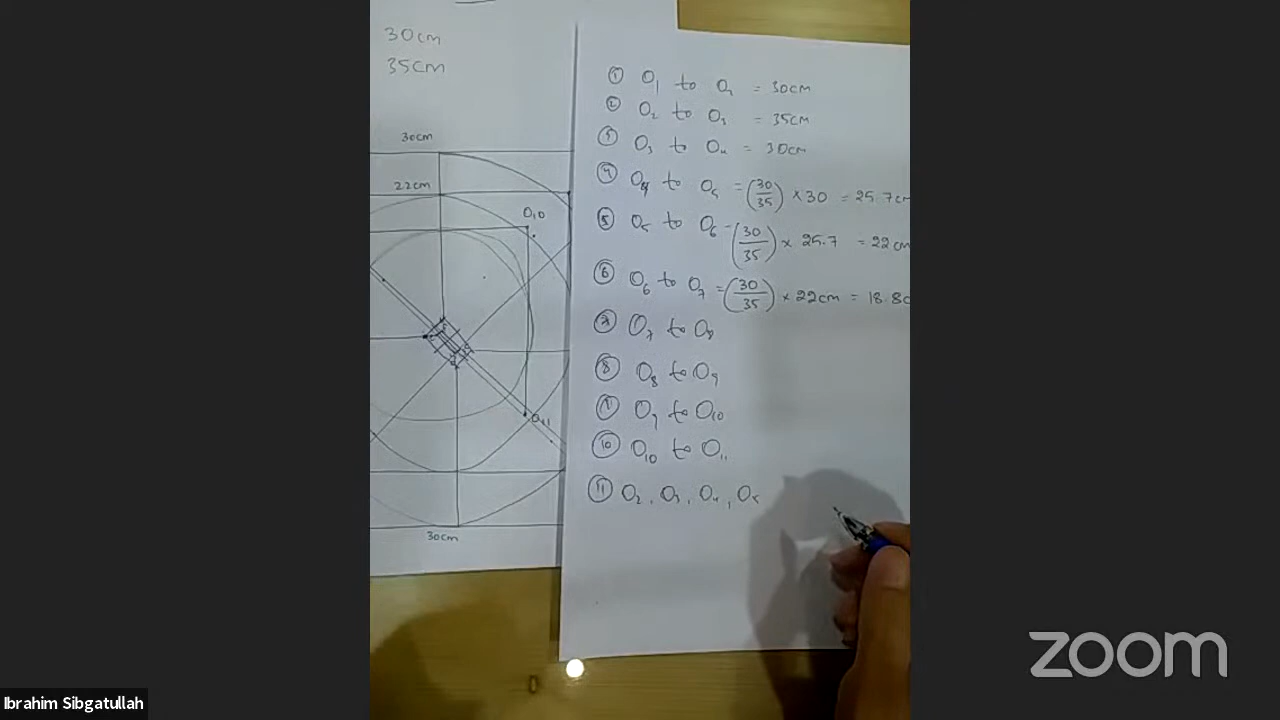 30cm
35cm
30cm
22cm
O10
O11
30cm
① O1 to O2 = 30cm
② O2 to O3 = 35cm
③ O3 to O4 = 30cm
④ O4 to O5 = (30/35) × 30 = 25.7cm
⑤ O5 to O6 = (30/35) × 25.7 = 22cm
⑥ O6 to O7 = (30/35) × 22cm = 18.8c
⑦ O7 to O8
⑧ O8 to O9
⑨ O9 to O10
⑩ O10 to O11
⑪ O2, O3, O4, O5
zoom
Ibrahim Sibgatullah